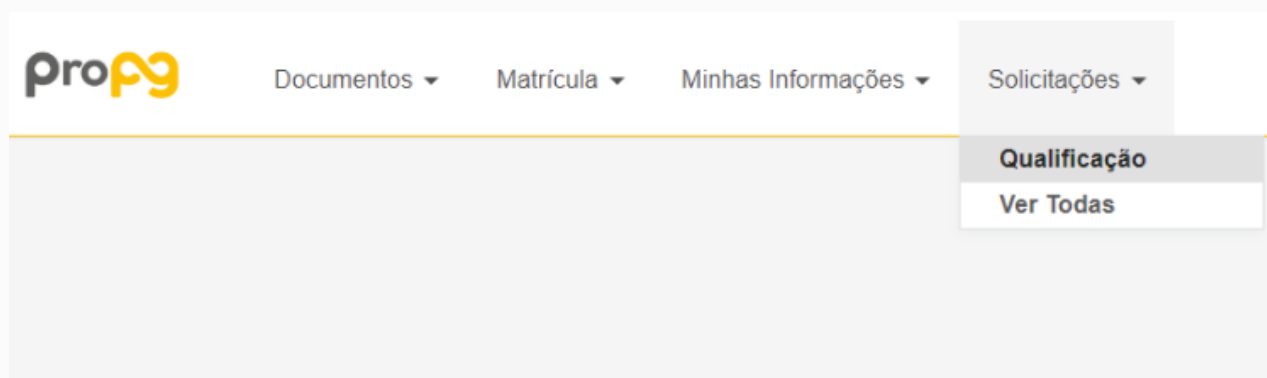 propg Documentos Matrícula Minhas Informações Solicitações
Qualificação
Ver Todas